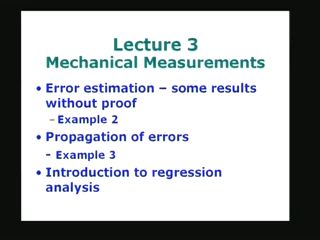 Lecture 3
Mechanical Measurements
• Error estimation – some results
without proof
– Example 2
• Propagation of errors
- Example 3
• Introduction to regression
analysis